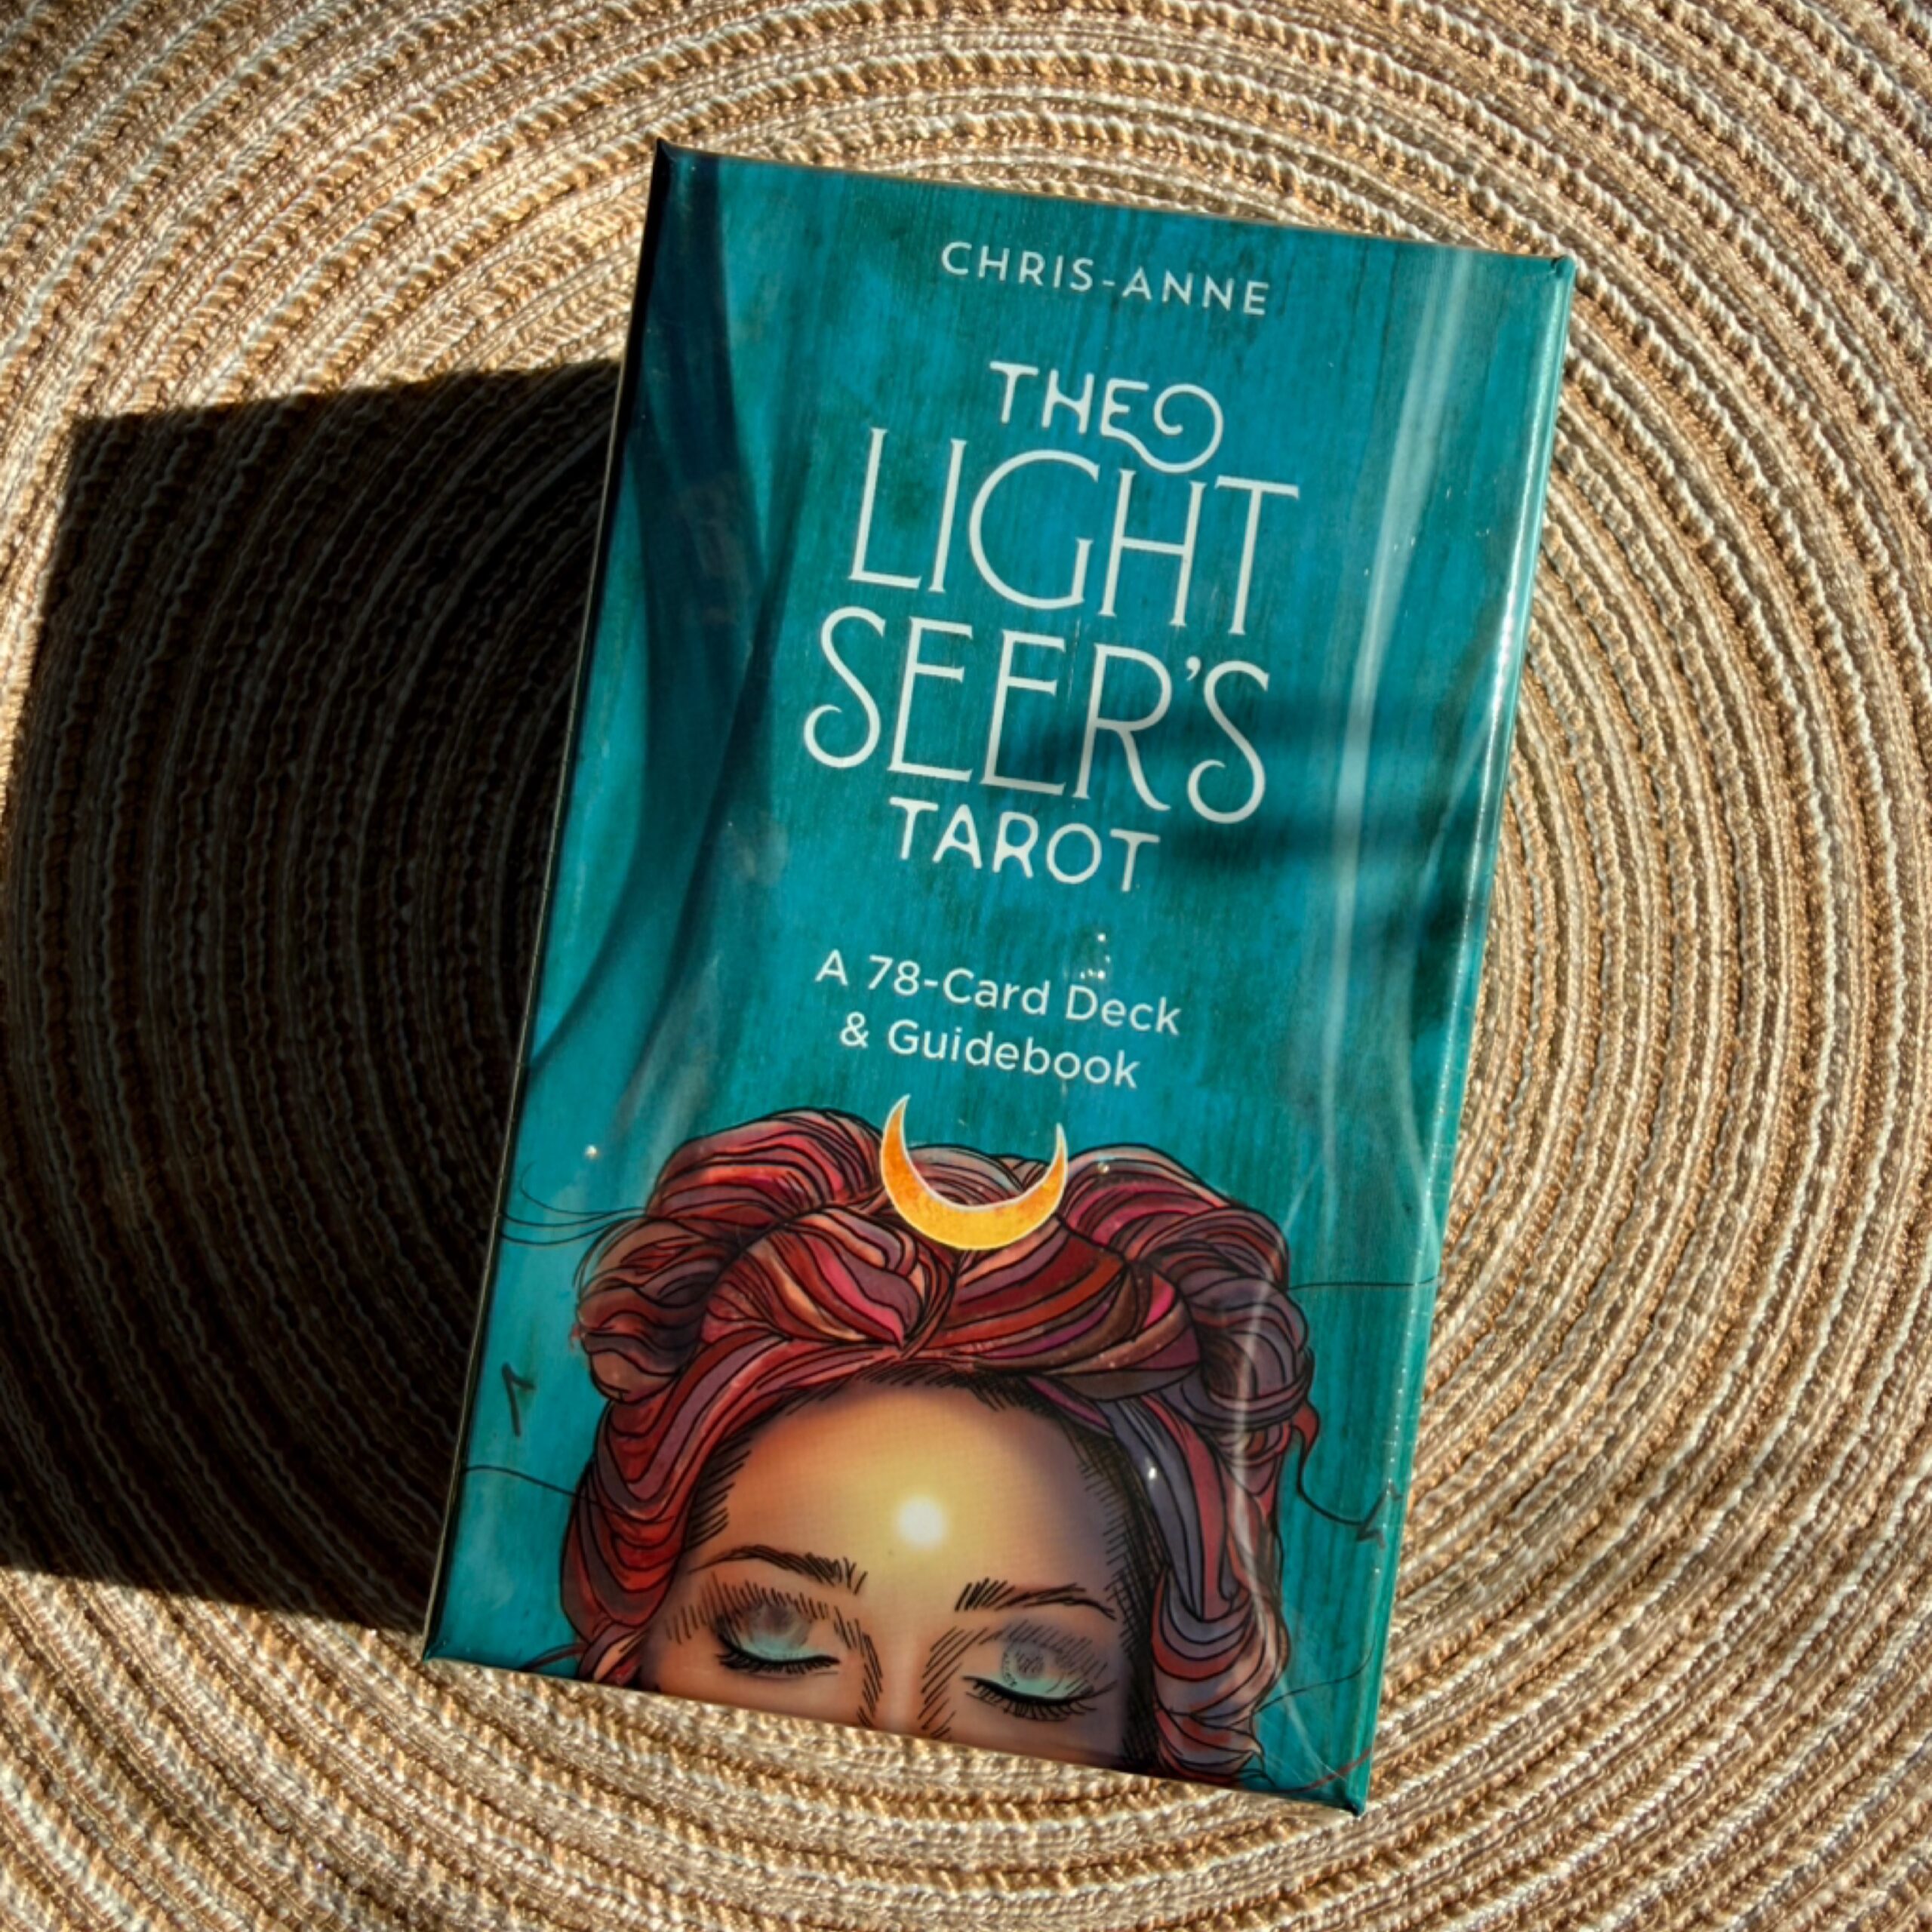 CHRIS-ANNE
THE
LIGHT
SEER'S
TAROT
A 78-Card Deck
& Guidebook